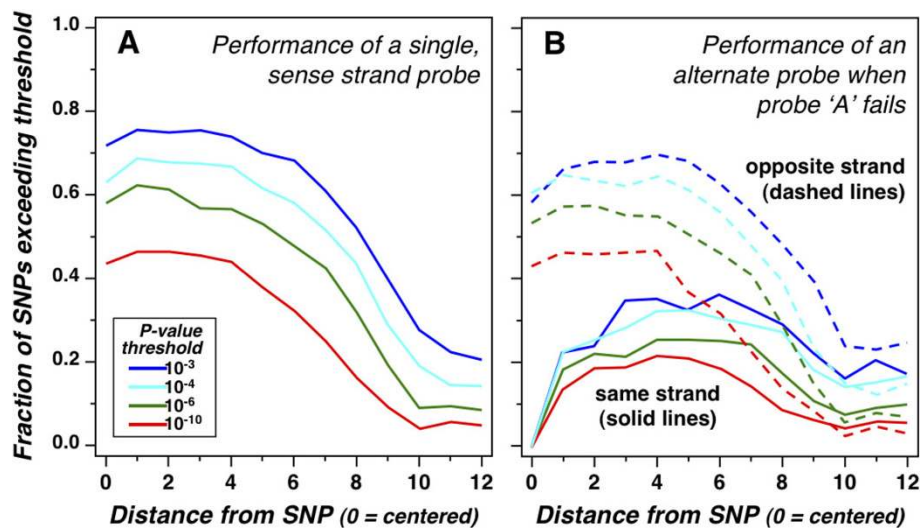 Fraction of SNPs exceeding threshold
1.0
0.8
0.6
0.4
0.2
0.0
A
Performance of a single,
sense strand probe
P-value
threshold
10-3
10-4
10-6
10-10
0 2 4 6 8 10 12
Distance from SNP (0 = centered)
B
Performance of an
alternate probe when
probe ‘A’ fails
opposite strand
(dashed lines)
same strand
(solid lines)
0 2 4 6 8 10 12
Distance from SNP (0 = centered)